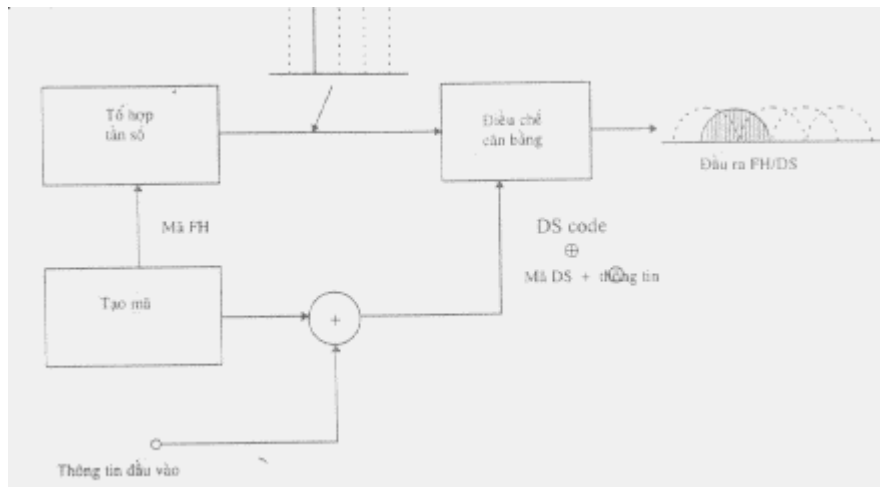 Tổ hợp
tần số
Điều chế
cân bằng
Đầu ra FH/DS
Mã FH
DS code
⊕
Mã DS + thông tin
Tạo mã
+
Thông tin đầu vào